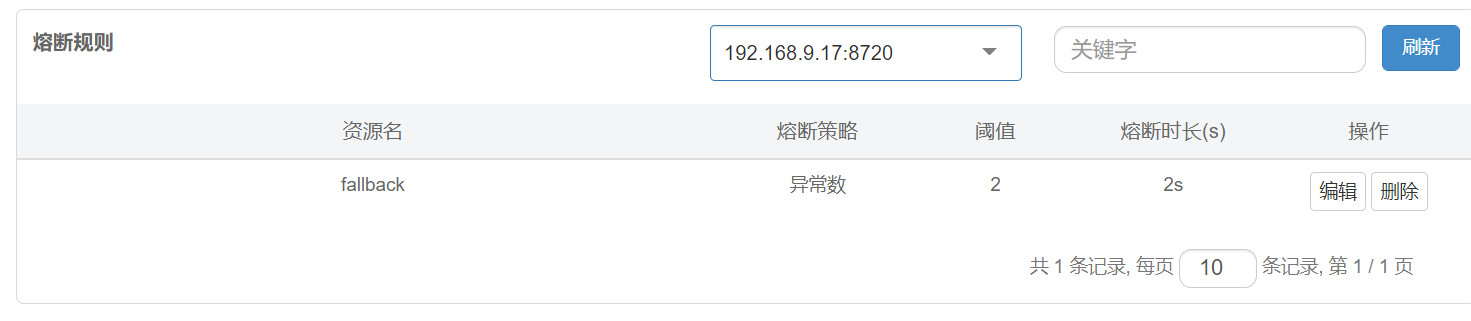 熔断规则 192.168.9.17:8720 关键字 刷新
资源名 熔断策略 阈值 熔断时长(s) 操作
fallback 异常数 2 2s 编辑 删除
共 1 条记录, 每页 10 条记录, 第 1 / 1 页